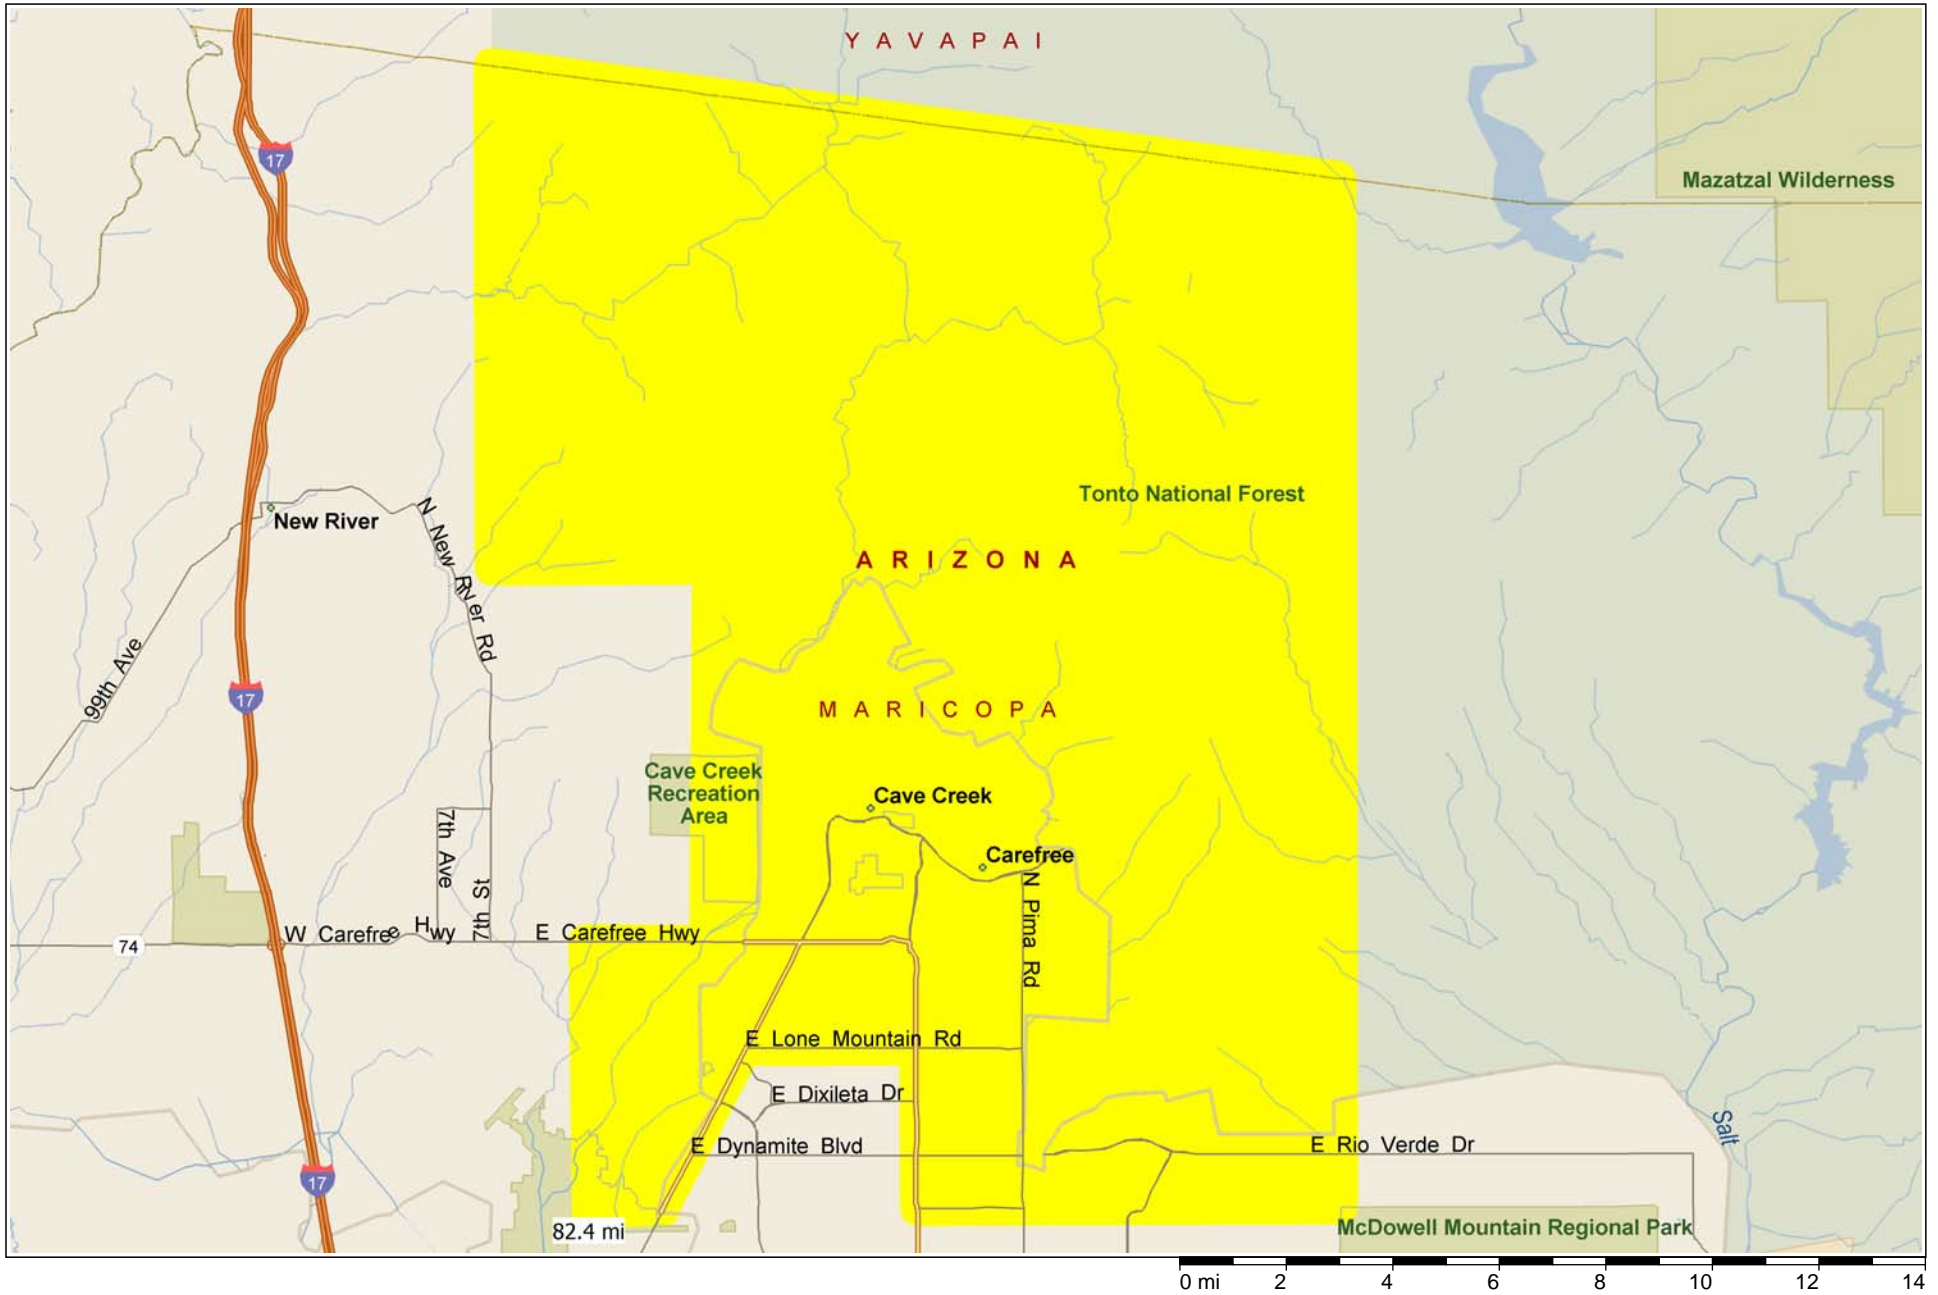 YAVAPAI
17
Mazatzal Wilderness
Tonto National Forest
New River
N New River Rd
ARIZONA
99th Ave
17
MARICOPA
Cave Creek
Recreation
Area
Cave Creek
Carefree
7th Ave
7th St
N Pima Rd
74
W Carefree Hwy
E Carefree Hwy
E Lone Mountain Rd
E Dixileta Dr
Salt
E Dynamite Blvd
E Rio Verde Dr
17
82.4 mi
McDowell Mountain Regional Park
0 mi 2 4 6 8 10 12 14